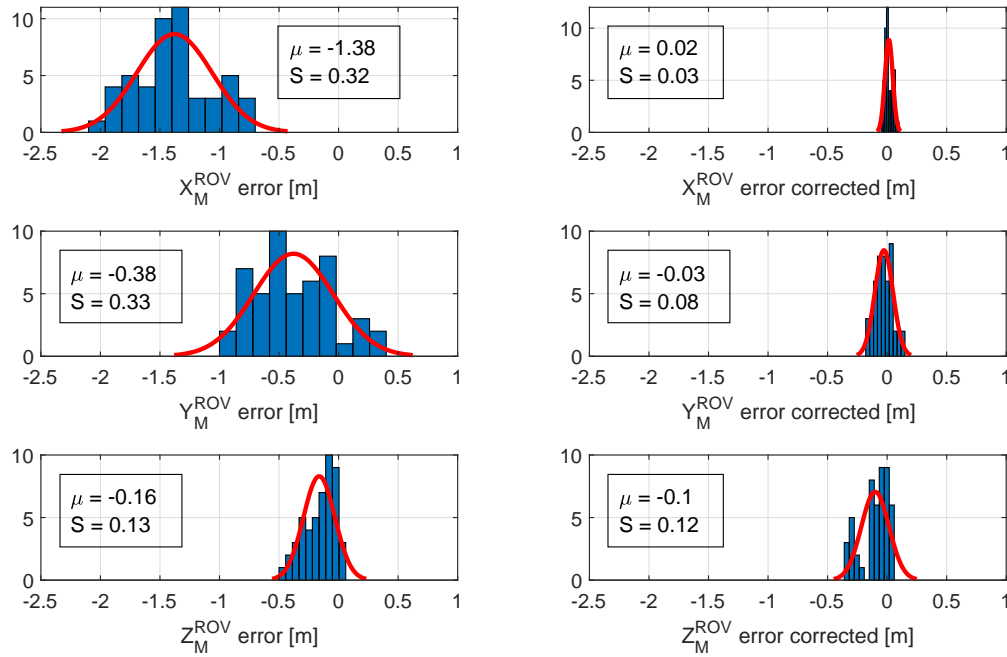 10
5
0
μ = -1.38
S = 0.32
-2.5 -2 -1.5 -1 -0.5 0 0.5 1
X_M^ROV error [m]
10
5
0
μ = 0.02
S = 0.03
-2.5 -2 -1.5 -1 -0.5 0 0.5 1
X_M^ROV error corrected [m]
10
5
0
μ = -0.38
S = 0.33
-2.5 -2 -1.5 -1 -0.5 0 0.5 1
Y_M^ROV error [m]
10
5
0
μ = -0.03
S = 0.08
-2.5 -2 -1.5 -1 -0.5 0 0.5 1
Y_M^ROV error corrected [m]
10
5
0
μ = -0.16
S = 0.13
-2.5 -2 -1.5 -1 -0.5 0 0.5 1
Z_M^ROV error [m]
10
5
0
μ = -0.1
S = 0.12
-2.5 -2 -1.5 -1 -0.5 0 0.5 1
Z_M^ROV error corrected [m]